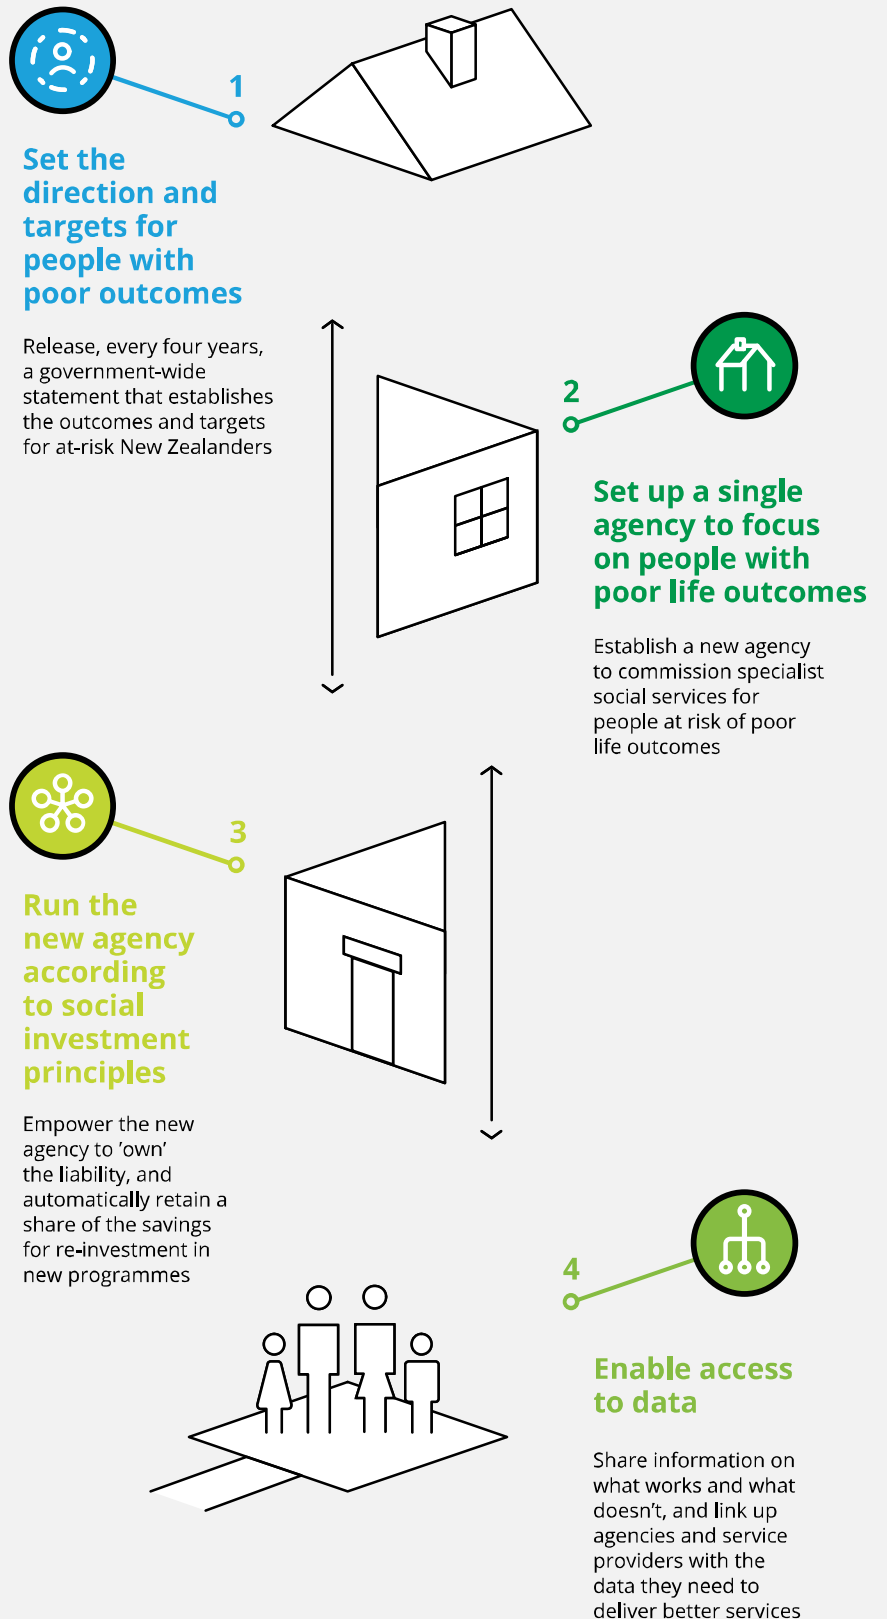 1
Set the
direction and
targets for
people with
poor outcomes
Release, every four years,
a government-wide
statement that establishes
the outcomes and targets
for at-risk New Zealanders
2
Set up a single
agency to focus
on people with
poor life outcomes
Establish a new agency
to commission specialist
social services for
people at risk of poor
life outcomes
3
Run the
new agency
according
to social
investment
principles
Empower the new
agency to ’own’
the liability, and
automatically retain a
share of the savings
for re-investment in
new programmes
4
Enable access
to data
Share information on
what works and what
doesn’t, and link up
agencies and service
providers with the
data they need to
deliver better services